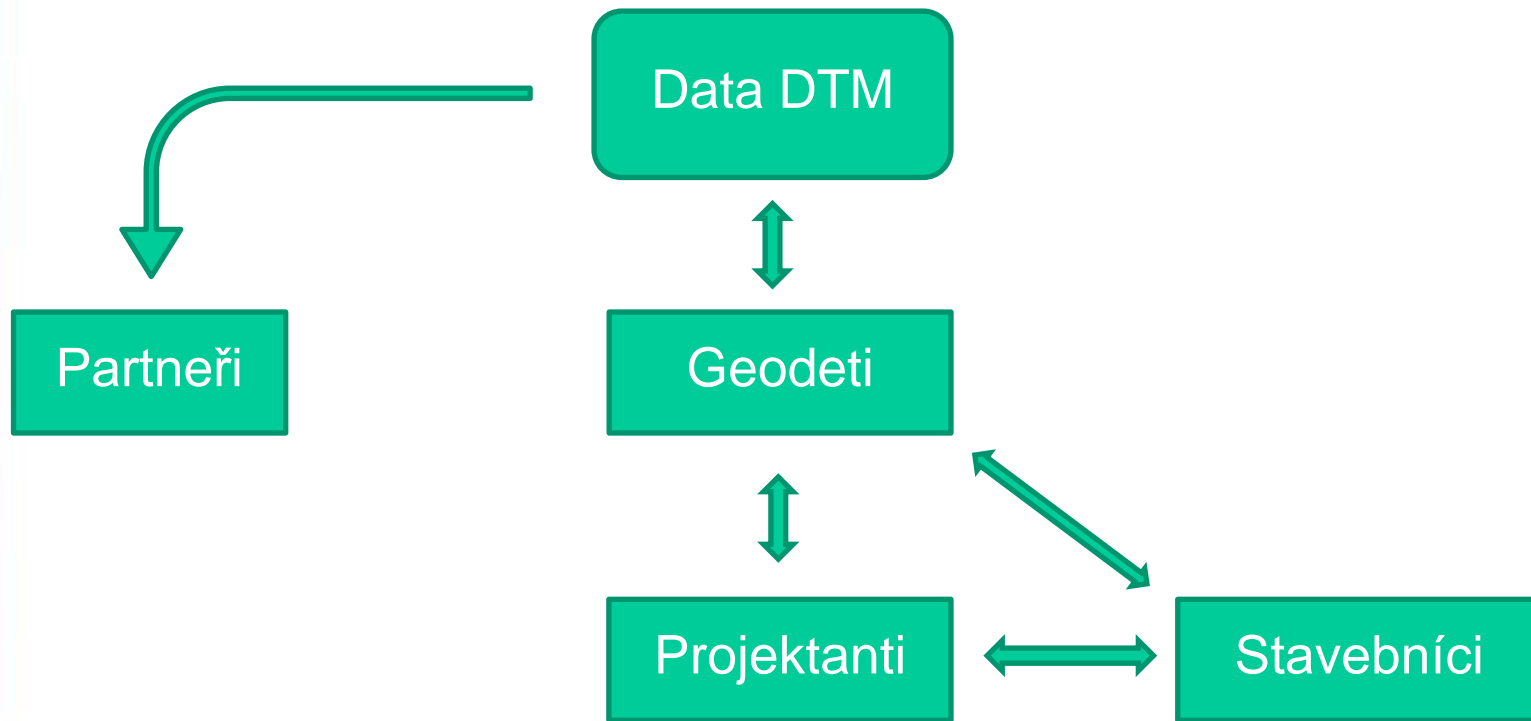 Data DTM
Partneři
Geodeti
Projektanti
Stavebníci